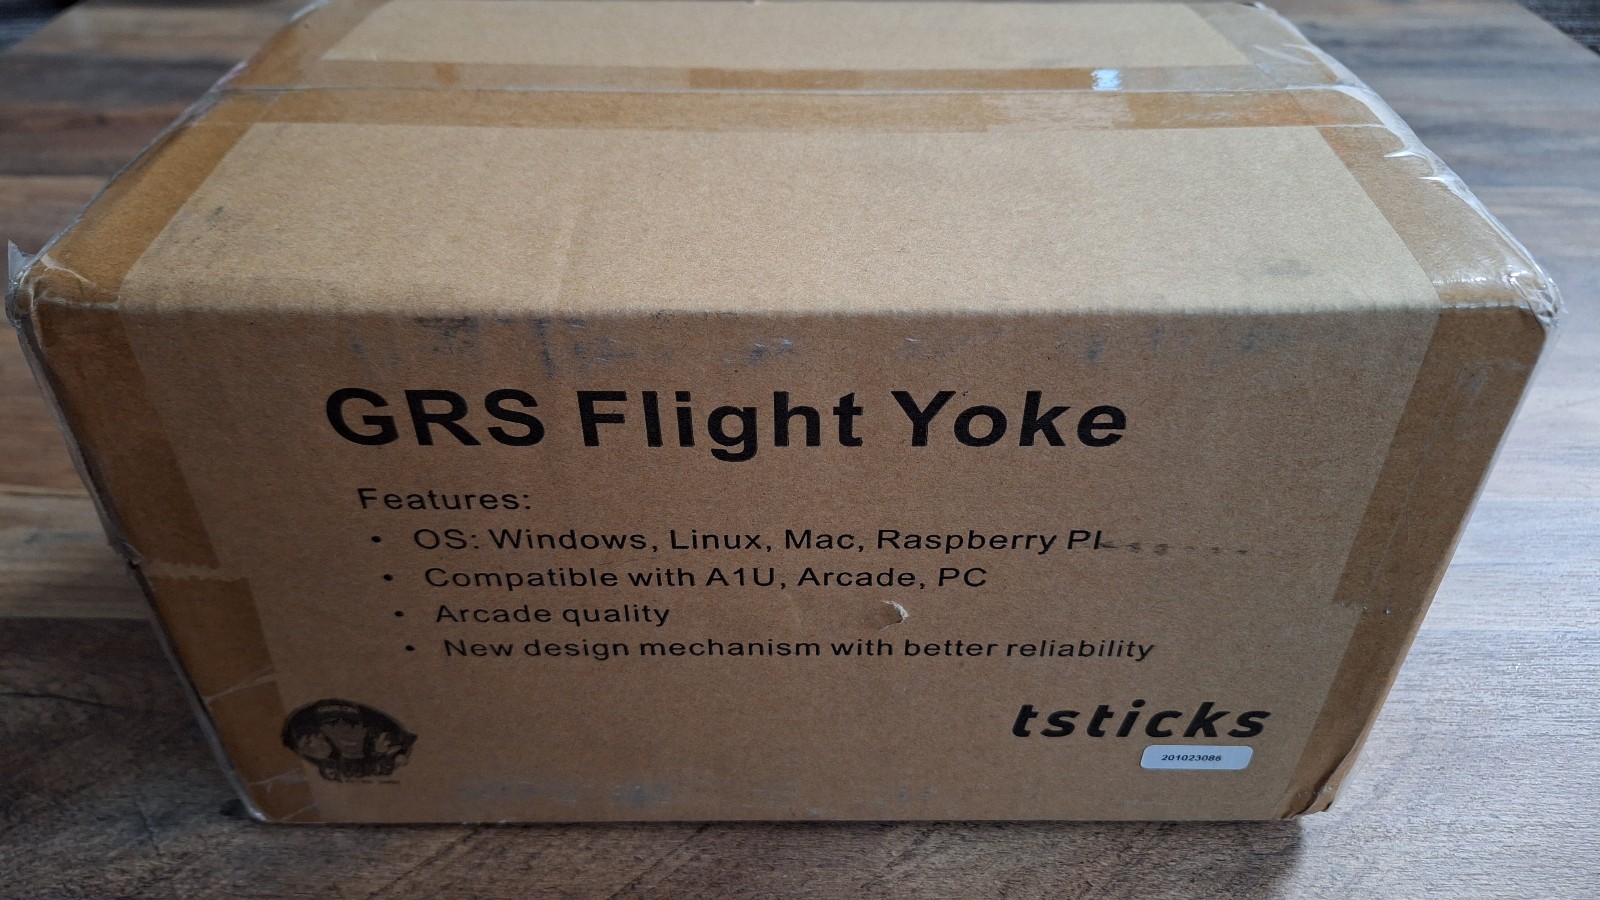 GRS Flight Yoke
Features:
• OS: Windows, Linux, Mac, Raspberry PI
• Compatible with A1U, Arcade, PC
• Arcade quality
• New design mechanism with better reliability
tsticks
201023086